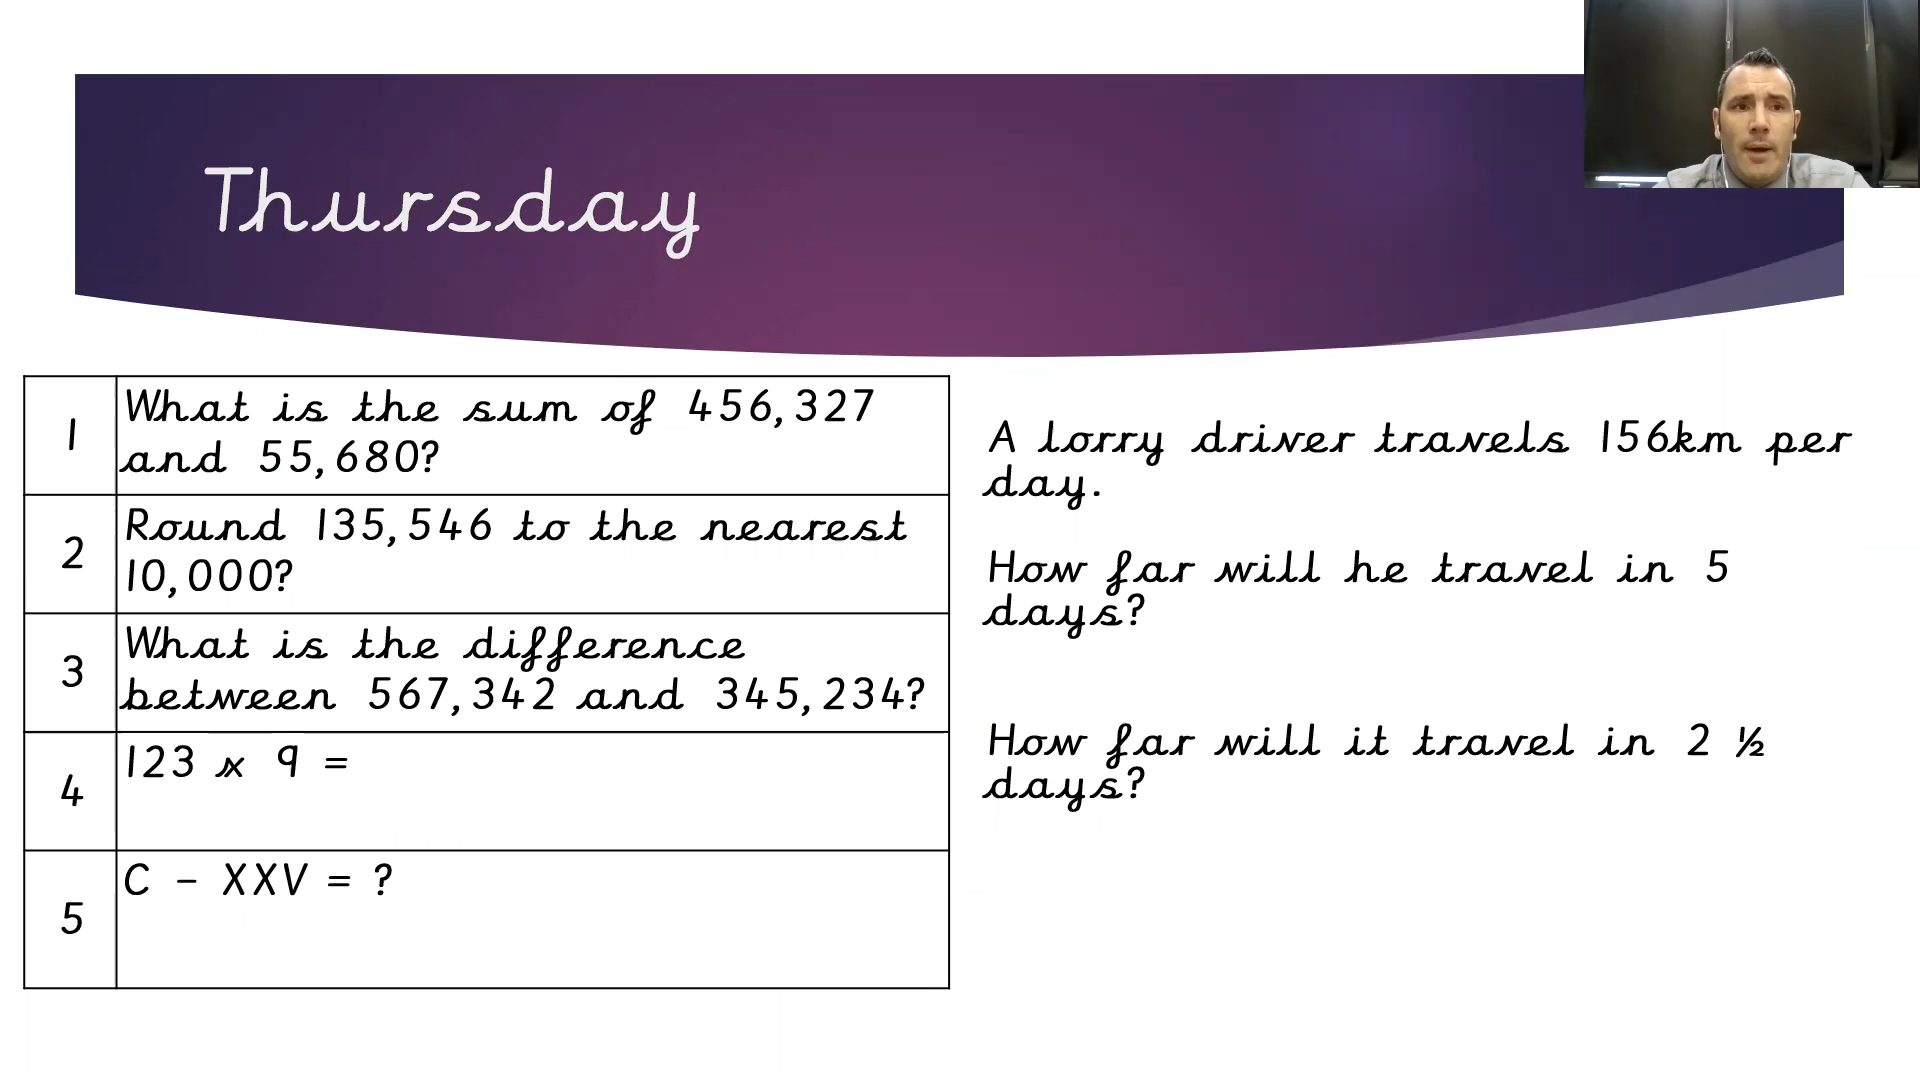 Thursday
1
What is the sum of 456,327
and 55,680?
2
Round 135,546 to the nearest
10,000?
3
What is the difference
between 567,342 and 345,234?
4
123 x 9 =
5
C - XXV = ?
A lorry driver travels 156km per
day.
How far will he travel in 5
days?
How far will it travel in 2 ½
days?